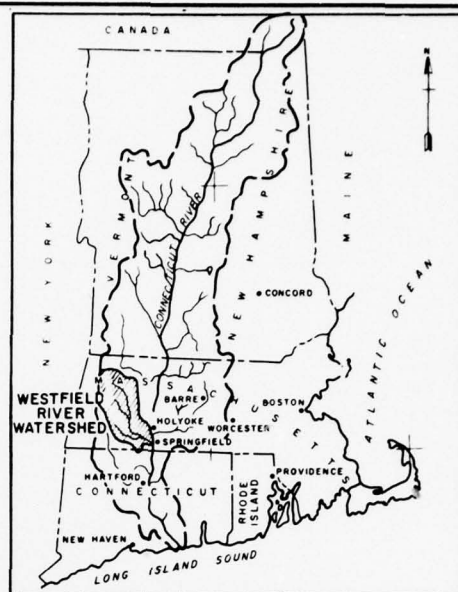 CANADA
N
VERMONT
NEW HAMPSHIRE
MAINE
NEW YORK
CONNECTICUT RIVER
CONCORD
ATLANTIC OCEAN
MASSACHUSETTS
WESTFIELD
RIVER
WATERSHED
BARRE
BOSTON
HOLYOKE
WORCESTER
SPRINGFIELD
HARTFORD
PROVIDENCE
CONNECTICUT
RHODE
ISLAND
NEW HAVEN
LONG ISLAND SOUND